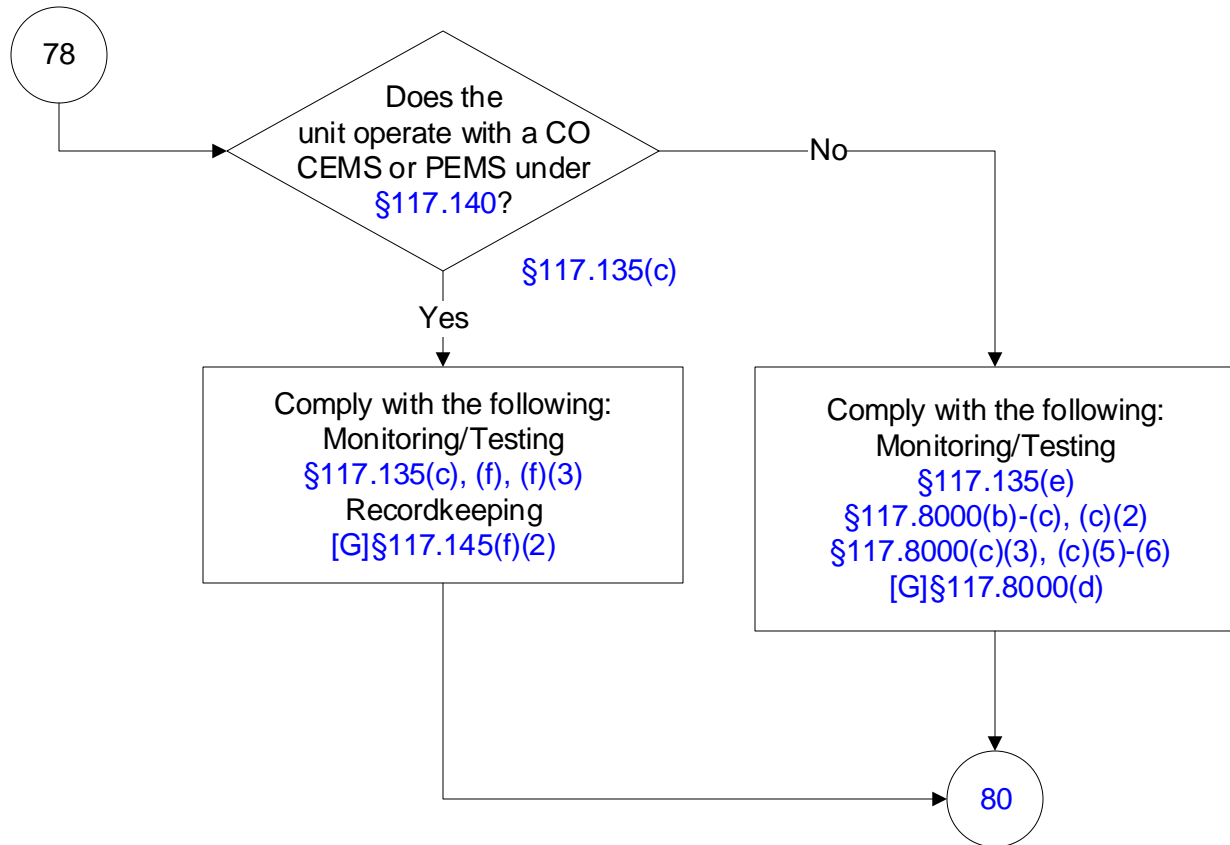 78
Does the
unit operate with a CO
CEMS or PEMS under
§117.140?
§117.135(c)
No
Yes
Comply with the following:
Monitoring/Testing
§117.135(c), (f), (f)(3)
Recordkeeping
[G]§117.145(f)(2)
Comply with the following:
Monitoring/Testing
§117.135(e)
§117.8000(b)-(c), (c)(2)
§117.8000(c)(3), (c)(5)-(6)
[G]§117.8000(d)
80